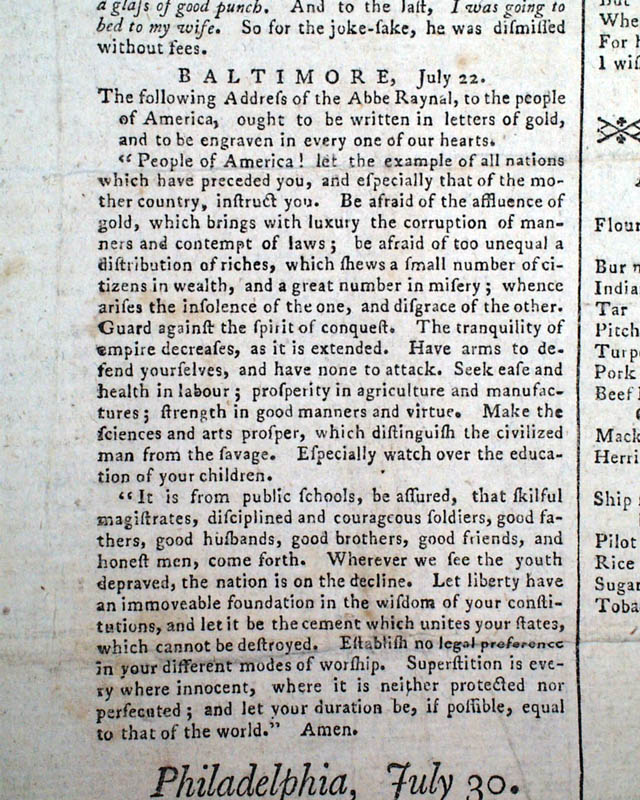 a glaſs of good punch. And to the laſt, I was going to
bed to my wife. So for the joke-ſake, he was diſmiſſed
without fees.
BALTIMORE, July 22.
The following Addreſs of the Abbe Raynal, to the people
of America, ought to be written in letters of gold,
and to be engraven in every one of our hearts.
“People of America! let the example of all nations
which have preceded you, and eſpecially that of the mo-
ther country, inſtruct you. Be afraid of the affluence of
gold, which brings with luxury the corruption of man-
ners and contempt of laws; be afraid of too unequal a
diſtribution of riches, which ſhews a ſmall number of ci-
tizens in wealth, and a great number in miſery; whence
ariſes the inſolence of the one, and diſgrace of the other.
Guard againſt the ſpirit of conqueſt. The tranquility of
empire decreaſes, as it is extended. Have arms to de-
fend yourſelves, and have none to attack. Seek eaſe and
health in labour; proſperity in agriculture and manufac-
tures; ſtrength in good manners and virtue. Make the
ſciences and arts proſper, which diſtinguiſh the civilized
man from the ſavage. Eſpecially watch over the educa-
tion of your children.
“It is from public ſchools, be aſſured, that ſkilful
magiſtrates, diſciplined and courageous ſoldiers, good fa-
thers, good huſbands, good brothers, good friends, and
honeſt men, come forth. Wherever we ſee the youth
depraved, the nation is on the decline. Let liberty have
an immoveable foundation in the wiſdom of your conſti-
tutions, and let it be the cement which unites your ſtates,
which cannot be deſtroyed. Eſtabliſh no legal preference
in your different modes of worſhip. Superſtition is eve-
ry where innocent, where it is neither protected nor
perſecuted; and let your duration be, if poſſible, equal
to that of the world.” Amen.
Philadelphia, July 30.
For
I
Flour
Bur
Tar
Pitch
Pork
Beef
Ship
Pilot
Rice
Sugar